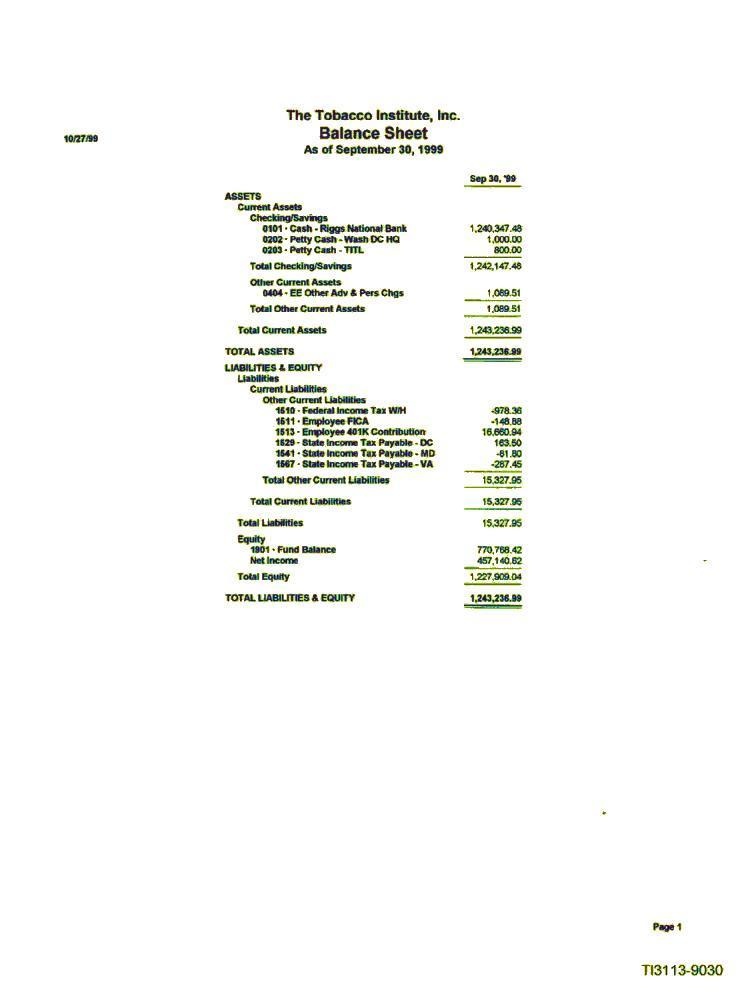 The Tobacco Institute, Inc.
10/27/99
Balance Sheet
As of September 30, 1999
Sep 30, '99
ASSETS
Current Assets
Checking/Savings
0101 · Cash - Riggs National Bank 1,240,347.48
0202 · Petty Cash - Wash DC HQ 1,000.00
0203 · Petty Cash - TITL 800.00
Total Checking/Savings 1,242,147.48
Other Current Assets
0404 · EE Other Adv & Pers Chgs 1,089.51
Total Other Current Assets 1,089.51
Total Current Assets 1,243,236.99
TOTAL ASSETS 1,243,236.99
LIABILITIES & EQUITY
Liabilities
Current Liabilities
Other Current Liabilities
1510 · Federal Income Tax W/H -978.36
1511 · Employee FICA -148.88
1513 · Employee 401K Contribution 16,660.94
1529 · State Income Tax Payable - DC 163.50
1541 · State Income Tax Payable - MD -81.80
1567 · State Income Tax Payable - VA -287.45
Total Other Current Liabilities 15,327.95
Total Current Liabilities 15,327.95
Total Liabilities 15,327.95
Equity
1901 · Fund Balance 770,768.42
Net Income 457,140.62
Total Equity 1,227,909.04
TOTAL LIABILITIES & EQUITY 1,243,236.99
Page 1
TI3113-9030